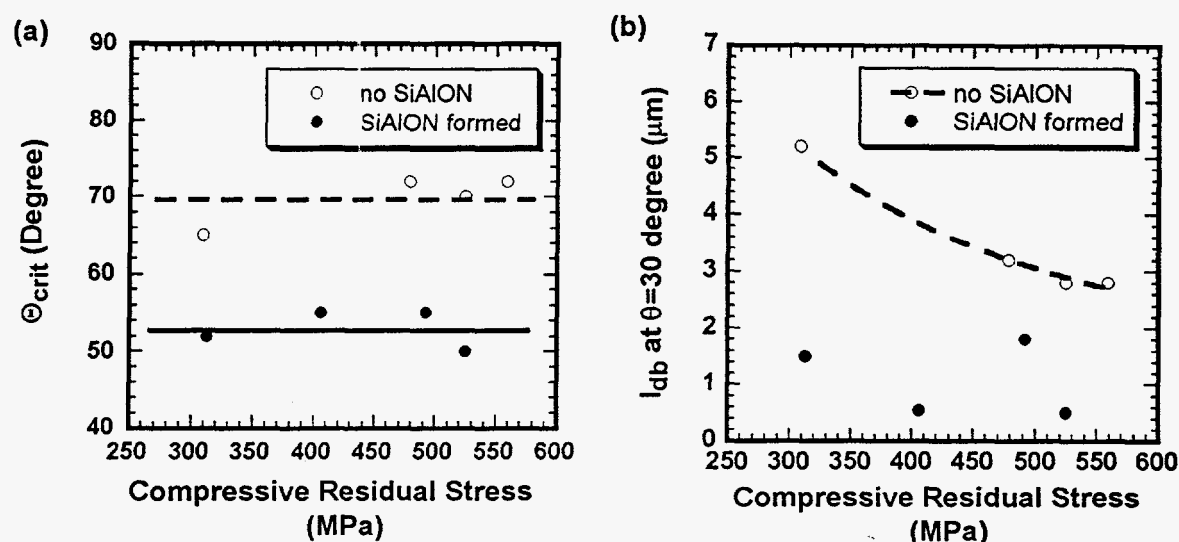 (a)
90
80
70
60
50
40
Θcrit (Degree)
no SiAlON
SiAlON formed
250 300 350 400 450 500 550 600
Compressive Residual Stress
(MPa)
(b)
7
6
5
4
3
2
1
0
ldb at θ=30 degree (μm)
no SiAlON
SiAlON formed
250 300 350 400 450 500 550 600
Compressive Residual Stress
(MPa)